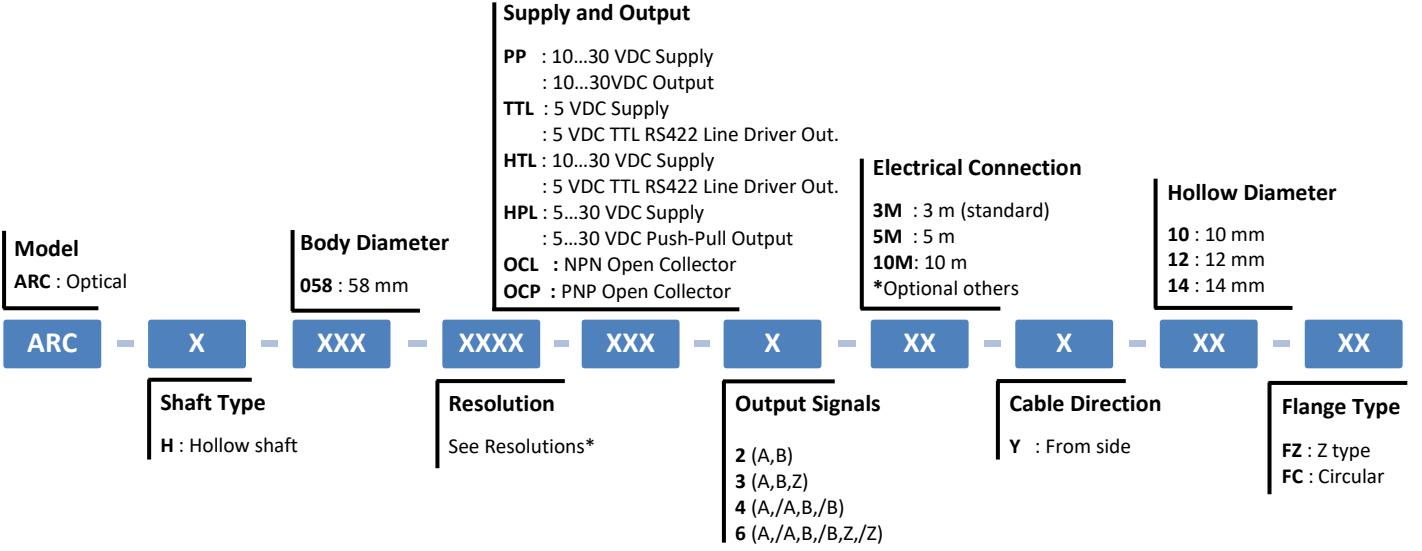 Supply and Output
PP : 10...30 VDC Supply
: 10...30VDC Output
TTL : 5 VDC Supply
: 5 VDC TTL RS422 Line Driver Out.
HTL : 10...30 VDC Supply
: 5 VDC TTL RS422 Line Driver Out.
HPL : 5...30 VDC Supply
: 5...30 VDC Push-Pull Output
OCL : NPN Open Collector
OCP : PNP Open Collector
Electrical Connection
3M : 3 m (standard)
5M : 5 m
10M: 10 m
*Optional others
Hollow Diameter
10 : 10 mm
12 : 12 mm
14 : 14 mm
Model
ARC : Optical
Body Diameter
058 : 58 mm
ARC – X – XXX – XXXX – XXX – X – XX – X – XX – XX
Shaft Type
H : Hollow shaft
Resolution
See Resolutions*
Output Signals
2 (A,B)
3 (A,B,Z)
4 (A,/A,B,/B)
6 (A,/A,B,/B,Z,/Z)
Cable Direction
Y : From side
Flange Type
FZ : Z type
FC : Circular